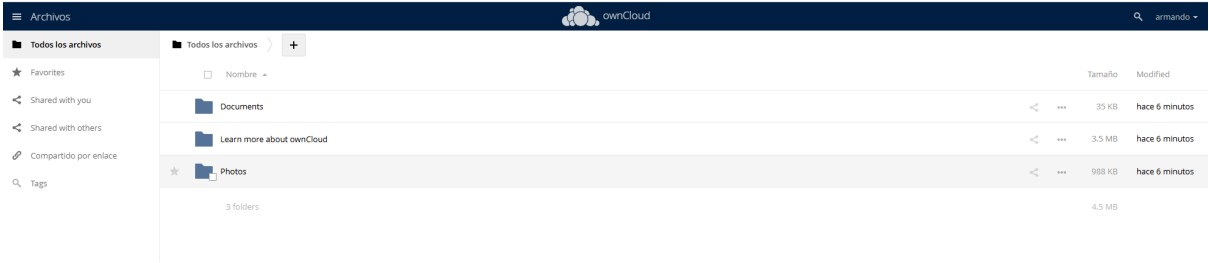 Archivos
ownCloud
armando
Todos los archivos
Favorites
Shared with you
Shared with others
Compartido por enlace
Tags
Todos los archivos
+
Nombre Tamaño Modified
Documents 35 KB hace 6 minutos
Learn more about ownCloud 3.5 MB hace 6 minutos
Photos 988 KB hace 6 minutos
3 folders 4.5 MB